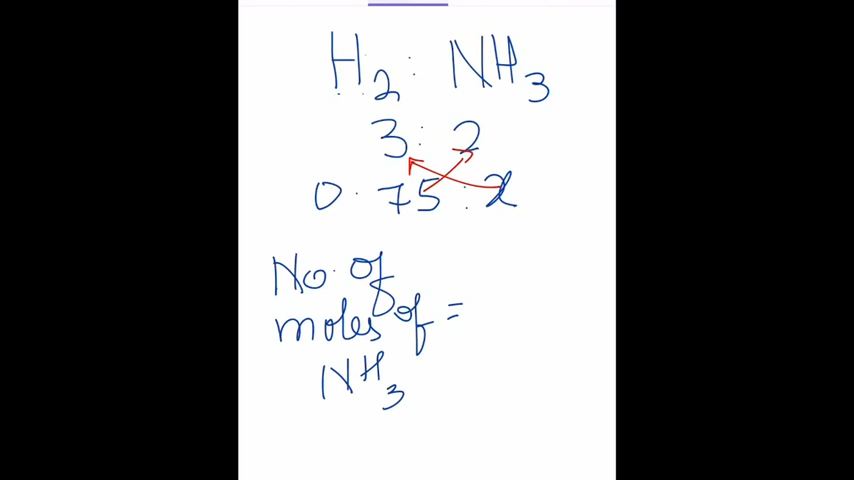 H2 : NH3
3 : 2
0.75 : x
No. of
moles of =
NH3